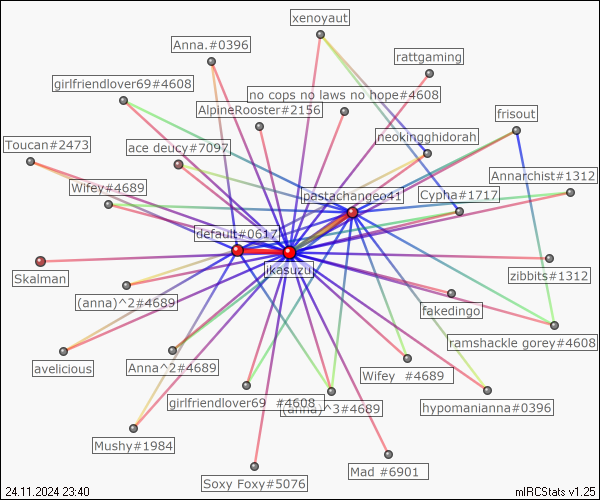 xenoyaut
Anna.#0396
rattgaming
girlfriendlover69#4608
no cops no laws no hope#4608
AlpineRooster#2156
frisout
neokingghidorah
Toucan#2473
ace deucy#7097
Annarchist#1312
Wifey#4689
pastachangeo41
Cypha#1717
default#0617
ikasuzu
Skalman
zibbits#1312
(anna)^2#4689
fakedingo
ramshackle gorey#4608
avelicious
Anna^2#4689
Wifey  #4689
girlfriendlover69  #4608
(anna)^3#4689
hypomanianna#0396
Mushy#1984
Mad #6901
Soxy Foxy#5076
24.11.2024 23:40
mIRCStats v1.25